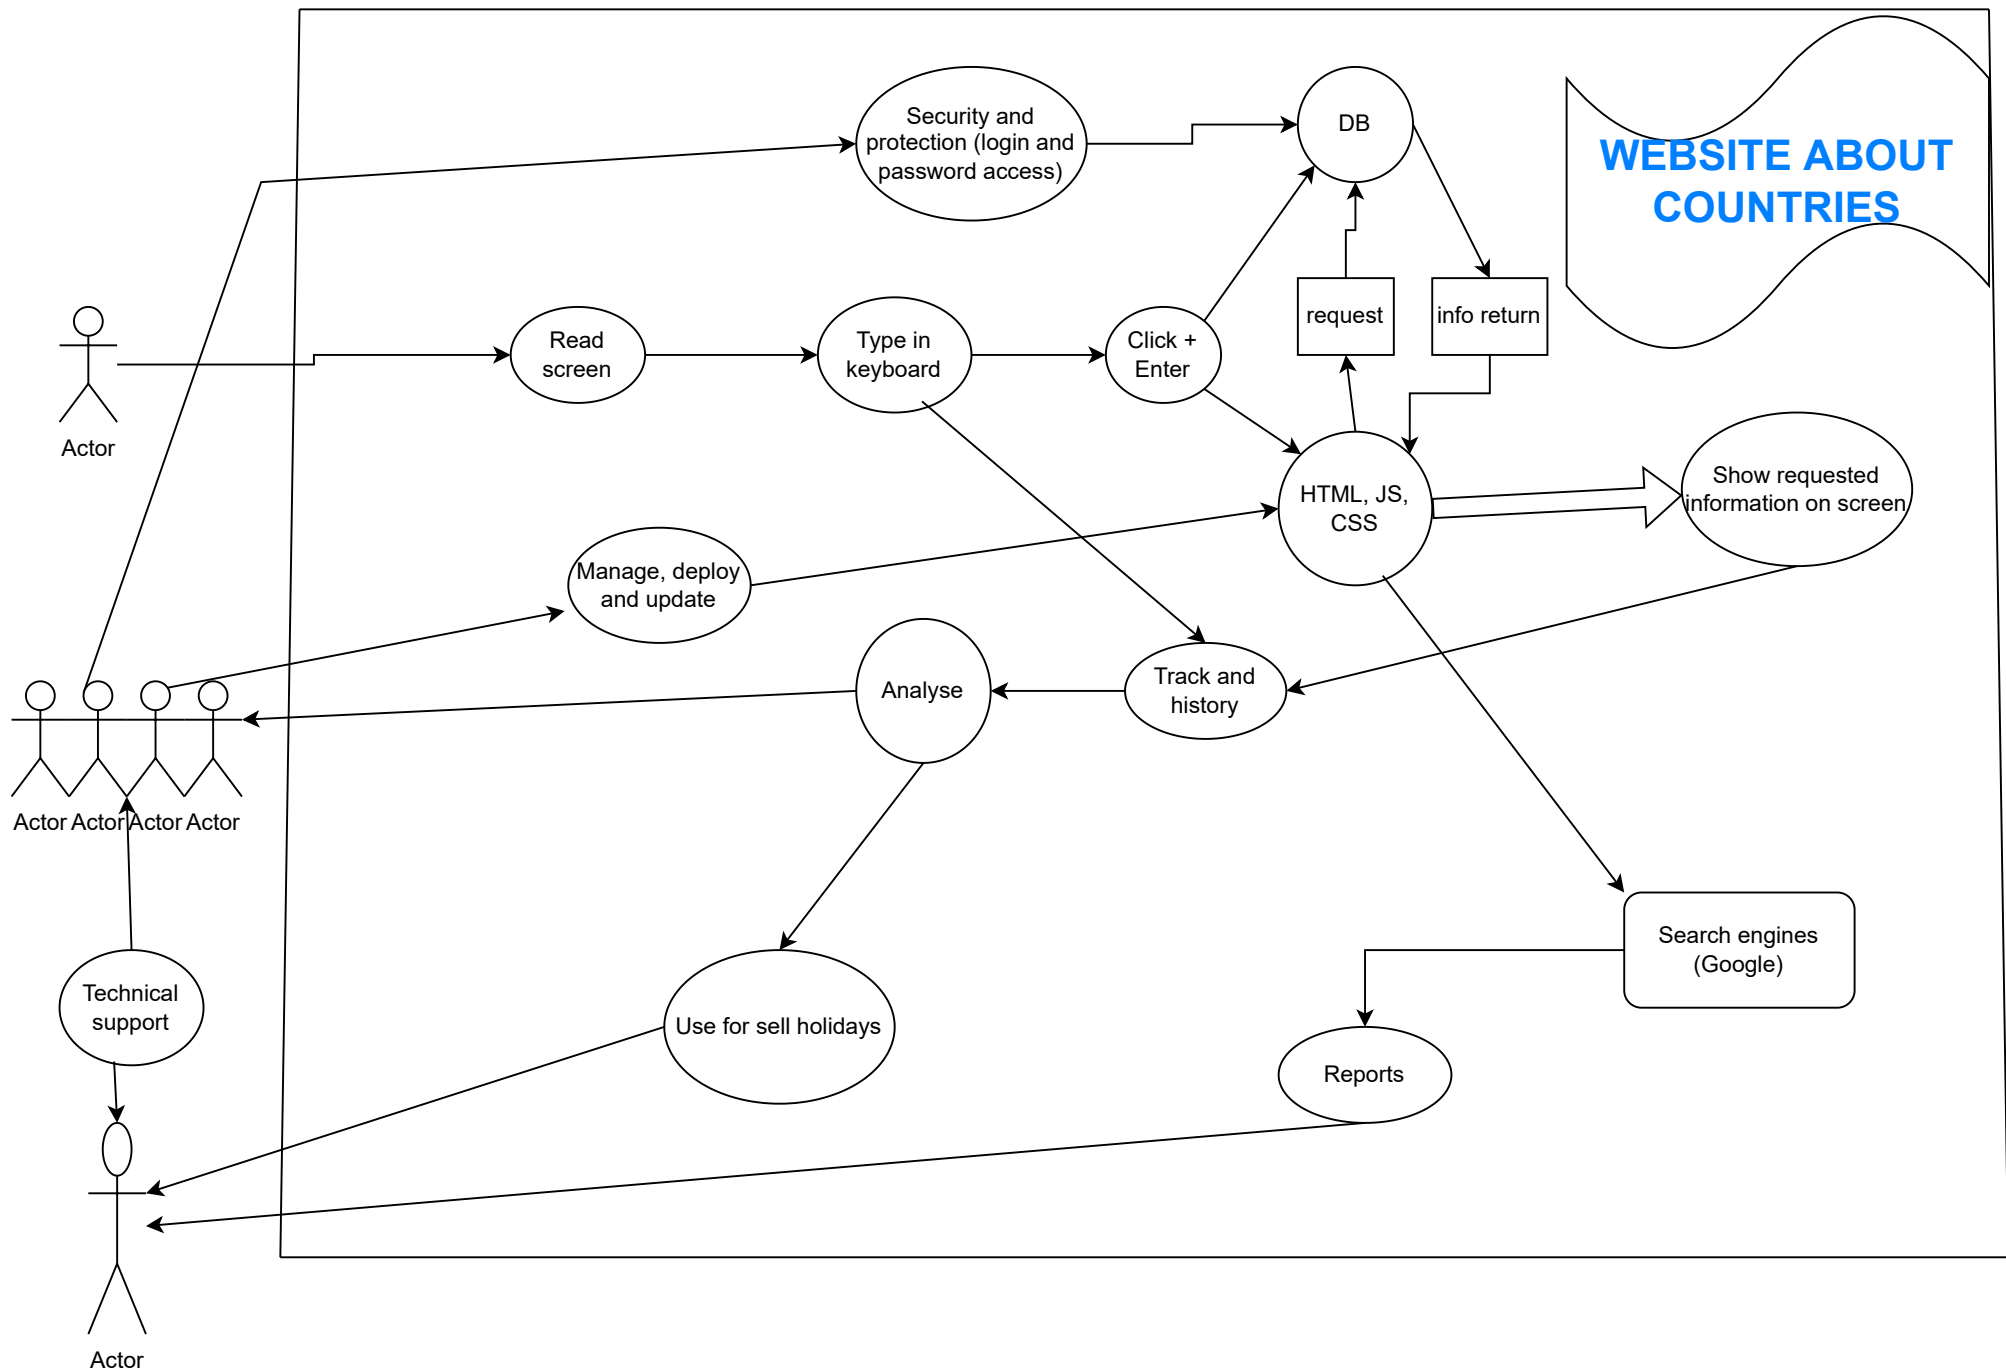 WEBSITE ABOUT
COUNTRIES
Security and
protection (login and
password access)
DB
request
info return
Read
screen
Type in
keyboard
Click +
Enter
Actor
HTML, JS,
CSS
Show requested
information on screen
Manage, deploy
and update
Analyse
Track and
history
Actor
Actor
Actor
Actor
Technical
support
Use for sell holidays
Search engines
(Google)
Reports
Actor